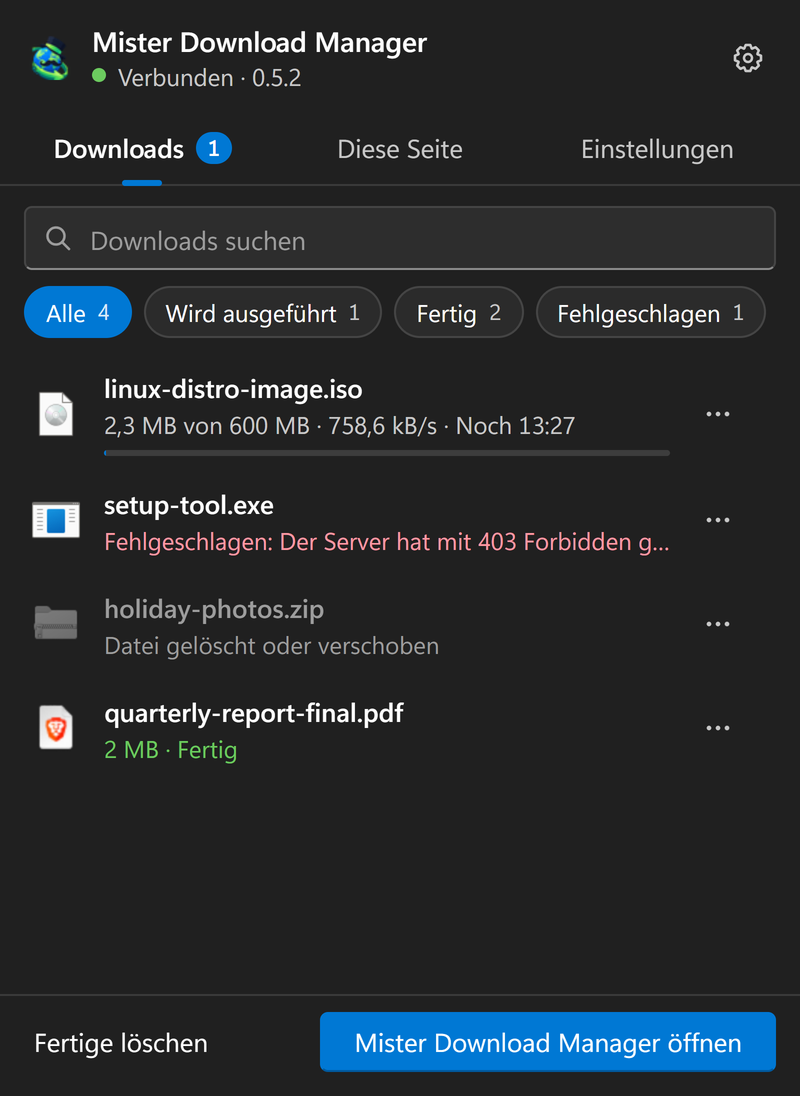 Mister Download Manager
Verbunden · 0.5.2
Downloads 1
Diese Seite
Einstellungen
Downloads suchen
Alle 4
Wird ausgeführt 1
Fertig 2
Fehlgeschlagen 1
linux-distro-image.iso
2,3 MB von 600 MB · 758,6 kB/s · Noch 13:27
setup-tool.exe
Fehlgeschlagen: Der Server hat mit 403 Forbidden g...
holiday-photos.zip
Datei gelöscht oder verschoben
quarterly-report-final.pdf
2 MB · Fertig
Fertige löschen
Mister Download Manager öffnen